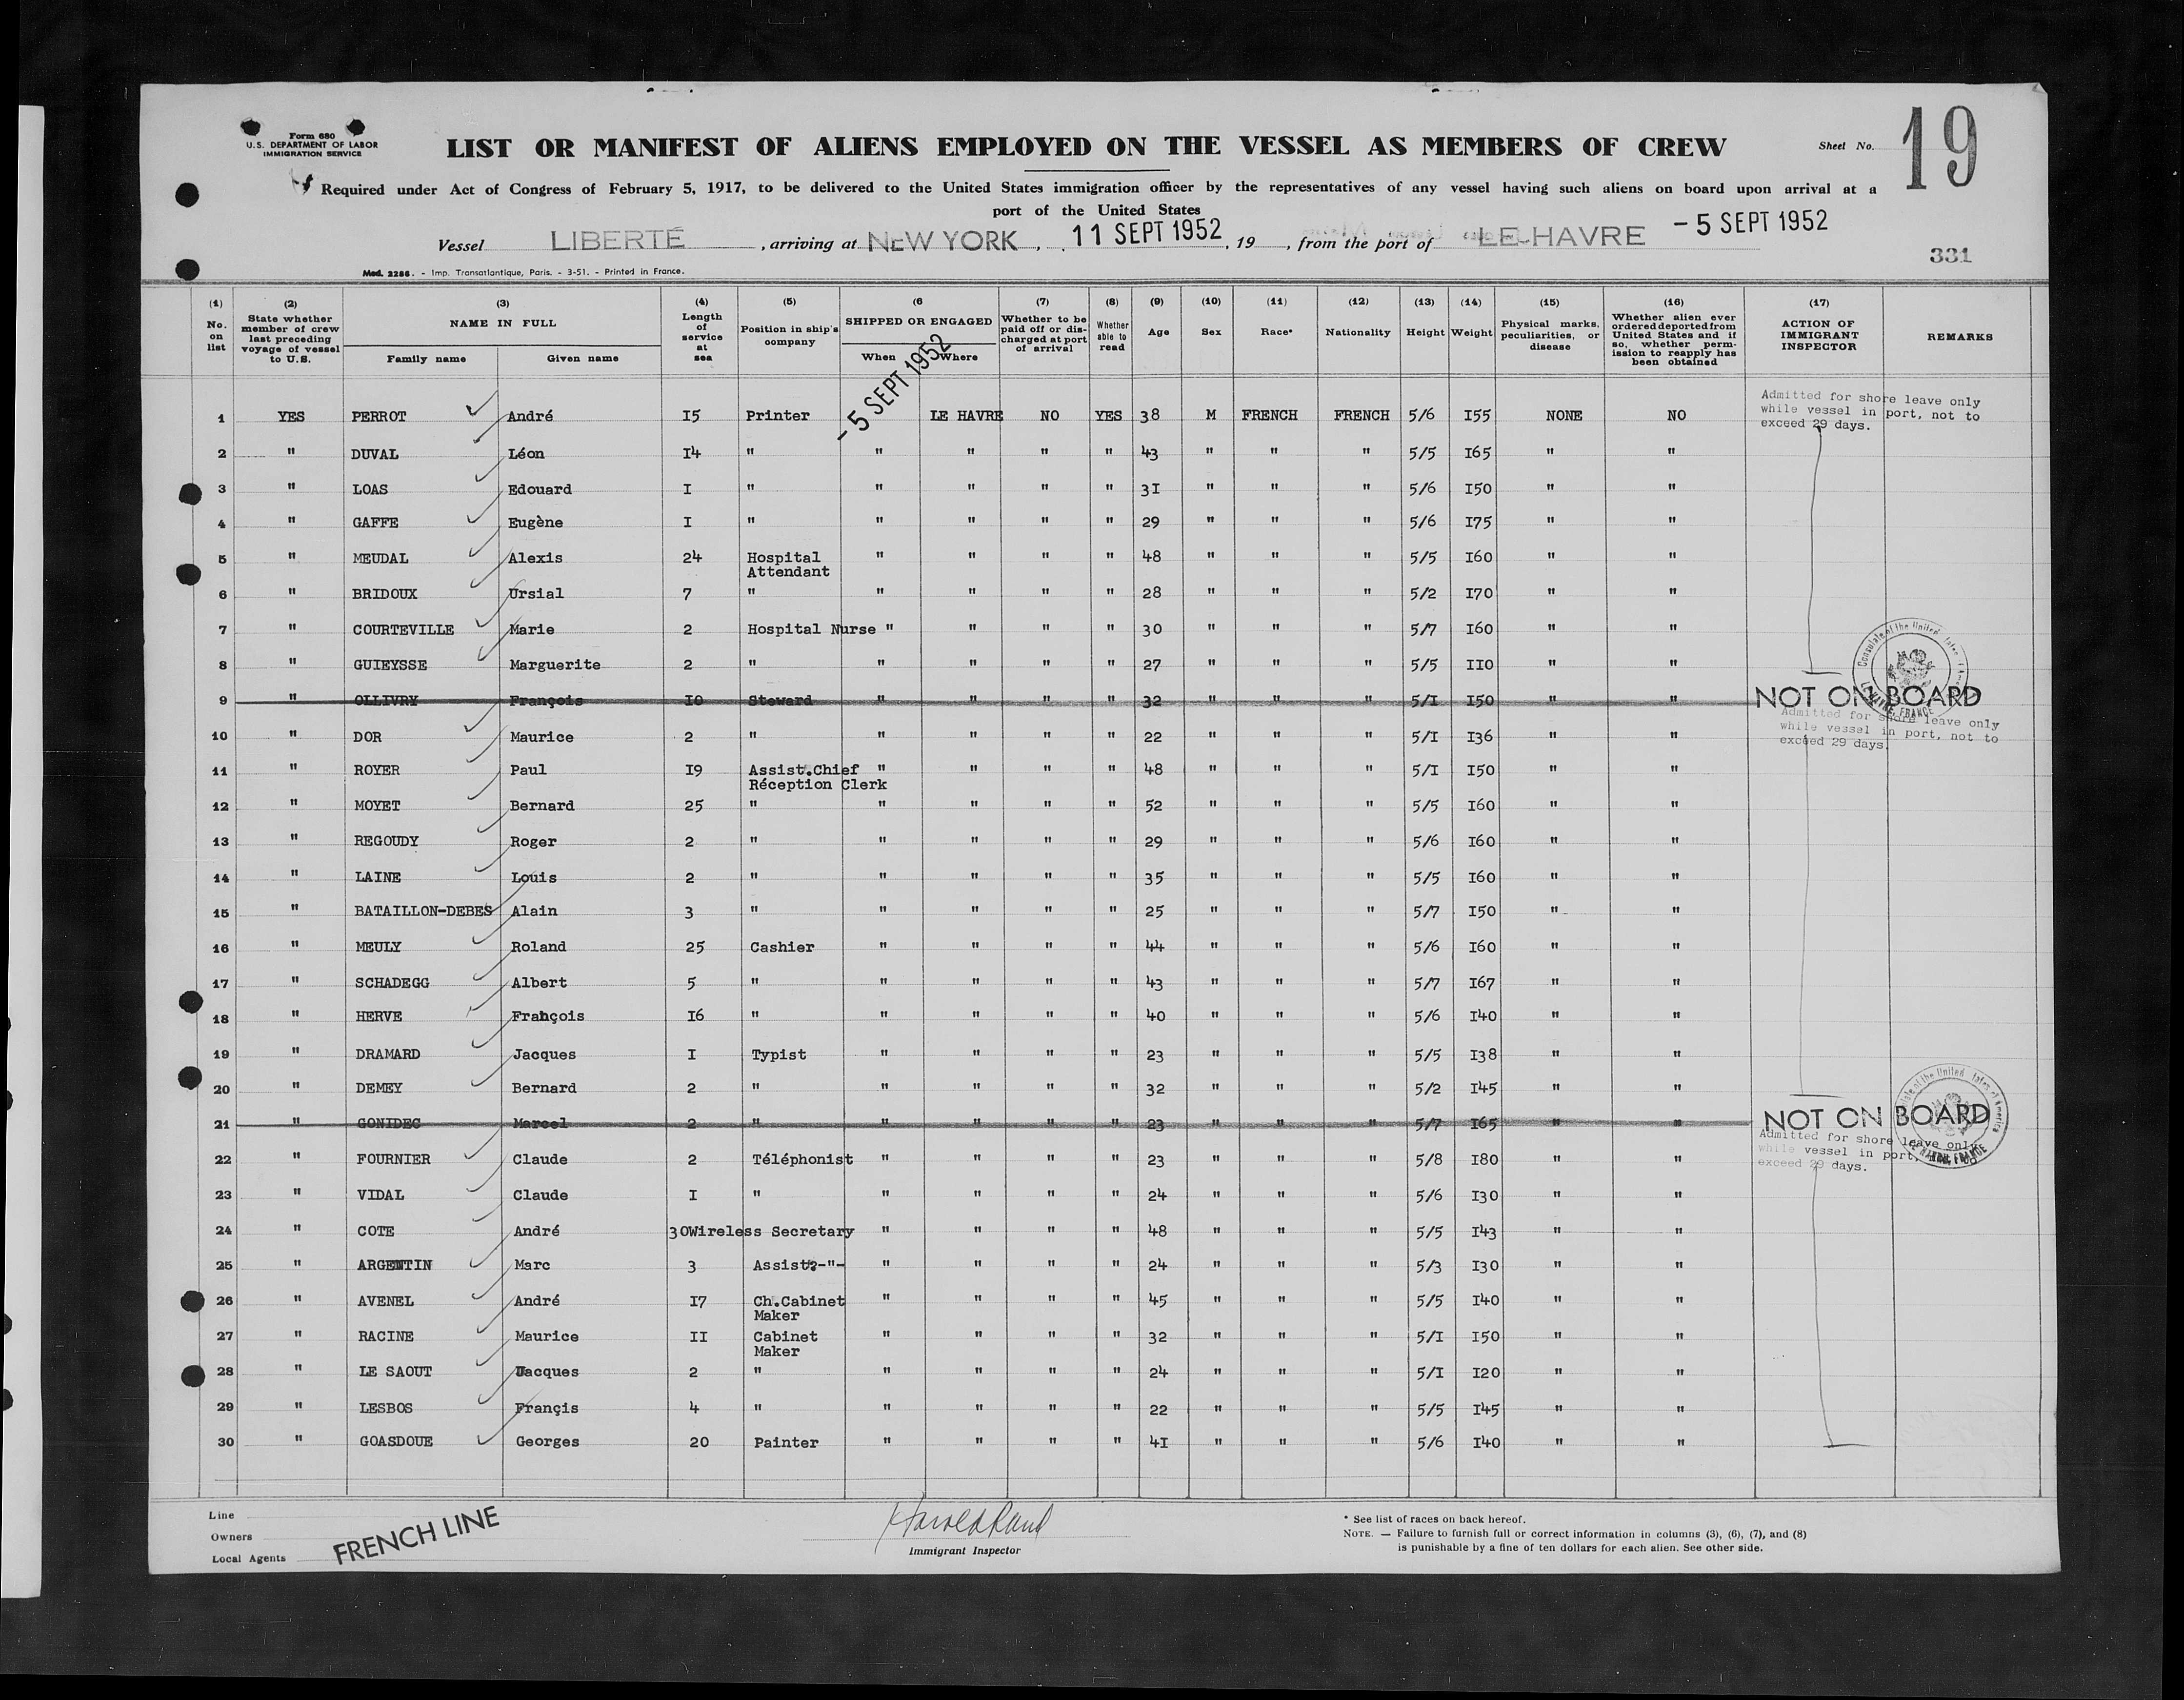 Form 680
U.S. DEPARTMENT OF LABOR
IMMIGRATION SERVICE
LIST OR MANIFEST OF ALIENS EMPLOYED ON THE VESSEL AS MEMBERS OF CREW
Sheet No. 19
Required under Act of Congress of February 5, 1917, to be delivered to the United States immigration officer by the representatives of any vessel having such aliens on board upon arrival at a
port of the United States
Vessel LIBERTÉ , arriving at NEW YORK , 11 SEPT 1952 , 19 , from the port of LE HAVRE - 5 SEPT 1952
331
Mod. 2286. - Imp. Transatlantique, Paris. - 3-51. - Printed in France.
(1) No. on list (2) State whether member of crew last preceding voyage of vessel to U.S. (3) NAME IN FULL Family name Given name (4) Length of service at sea (5) Position in ship's company (6 SHIPPED OR ENGAGED When Where (7) Whether to be paid off or discharged at port of arrival (8) Whether able to read (9) Age (10) Sex (11) Race* (12) Nationality (13) Height (14) Weight (15) Physical marks, peculiarities, or disease (16) Whether alien ever ordered deported from United States and if so, whether permission to reapply has been obtained (17) ACTION OF IMMIGRANT INSPECTOR REMARKS
1 YES PERROT André I5 Printer - 5 SEPT 1952 LE HAVRE NO YES 38 M FRENCH FRENCH 5/6 I55 NONE NO
Admitted for shore leave only
while vessel in port, not to
exceed 29 days.
2 " DUVAL Léon I4 " " " " " 43 " " " 5/5 I65 " "
3 " LOAS Edouard I " " " " " 3I " " " 5/6 I50 " "
4 " GAFFE Eugène I " " " " " 29 " " " 5/6 I75 " "
5 " MEUDAL Alexis 24 Hospital Attendant " " " " 48 " " " 5/5 I60 " "
6 " BRIDOUX Ursial 7 " " " " " 28 " " " 5/2 I70 " "
7 " COURTEVILLE Marie 2 Hospital Nurse " " " " 30 " " " 5/7 I60 " "
8 " GUIEYSSE Marguerite 2 " " " " " 27 " " " 5/5 IIO " "
9 " OLLIVRY François IO Steward " " " " 32 " " " 5/I I50 " " NOT ON BOARD
Admitted for shore leave only
while vessel in port, not to
exceed 29 days.
10 " DOR Maurice 2 " " " " " 22 " " " 5/I I36 " "
11 " ROYER Paul I9 Assist.Chief Réception Clerk " " " " 48 " " " 5/I I50 " "
12 " MOYET Bernard 25 " " " " " 52 " " " 5/5 I60 " "
13 " REGOUDY Roger 2 " " " " " 29 " " " 5/6 I60 " "
14 " LAINE Louis 2 " " " " " 35 " " " 5/5 I60 " "
15 " BATAILLON-DEBES Alain 3 " " " " " 25 " " " 5/7 I50 " "
16 " MEULY Roland 25 Cashier " " " " 44 " " " 5/6 I60 " "
17 " SCHADEGG Albert 5 " " " " " 43 " " " 5/7 I67 " "
18 " HERVE François I6 " " " " " 40 " " " 5/6 I40 " "
19 " DRAMARD Jacques I Typist " " " " 23 " " " 5/5 I38 " "
20 " DEMEY Bernard 2 " " " " " 32 " " " 5/2 I45 " "
21 " GONIDEC Marcel 2 " " " " " 23 " " " 5/7 I65 " " NOT ON BOARD
Admitted for shore leave only
while vessel in port,
exceed 29 days.
22 " FOURNIER Claude 2 Téléphonist " " " " 23 " " " 5/8 I80 " "
23 " VIDAL Claude I " " " " " 24 " " " 5/6 I30 " "
24 " COTE André 30 Wireless Secretary " " " " 48 " " " 5/5 I43 " "
25 " ARGENTIN Marc 3 Assist.-"- " " " " 24 " " " 5/3 I30 " "
26 " AVENEL André I7 Ch.Cabinet Maker " " " " 45 " " " 5/5 I40 " "
27 " RACINE Maurice II Cabinet Maker " " " " 32 " " " 5/I I50 " "
28 " LE SAOUT Jacques 2 " " " " " 24 " " " 5/I I20 " "
29 " LESBOS Françis 4 " " " " " 22 " " " 5/5 I45 " "
30 " GOASDOUE Georges 20 Painter " " " " 4I " " " 5/6 I40 " "
Line
Owners
Local Agents
FRENCH LINE
Harold Rand
Immigrant Inspector
* See list of races on back hereof.
NOTE. — Failure to furnish full or correct information in columns (3), (6), (7), and (8)
is punishable by a fine of ten dollars for each alien. See other side.